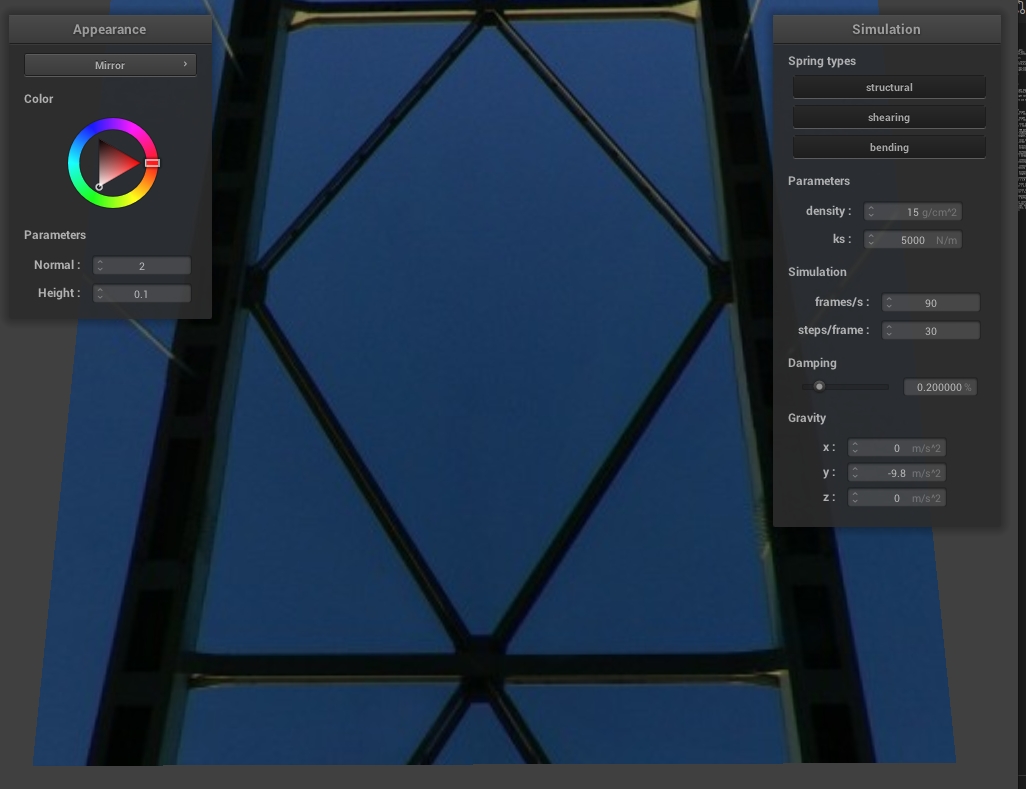 Appearance
Mirror
Color
Parameters
Normal : 2
Height : 0.1
Simulation
Spring types
structural
shearing
bending
Parameters
density : 15 g/cm^2
ks : 5000 N/m
Simulation
frames/s : 90
steps/frame : 30
Damping
0.200000 %
Gravity
x : 0 m/s^2
y : -9.8 m/s^2
z : 0 m/s^2